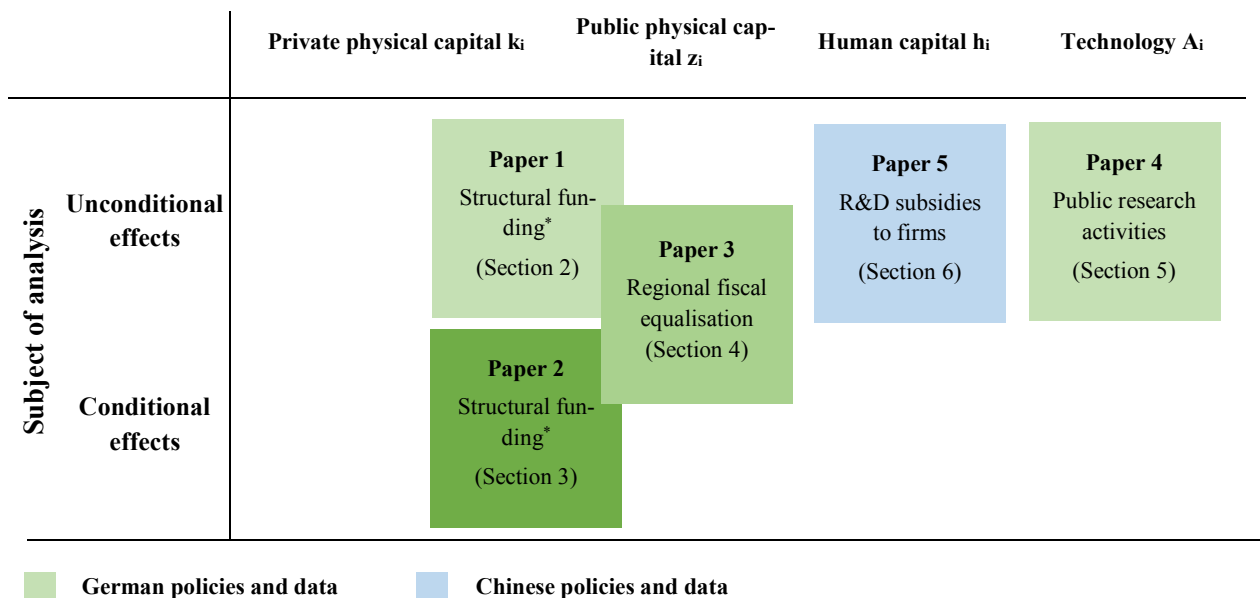 Private physical capital ki
Public physical cap-
ital zi
Human capital hi
Technology Ai
Subject of analysis
Unconditional
effects
Paper 1
Structural fun-
ding*
(Section 2)
Paper 3
Regional fiscal
equalisation
(Section 4)
Paper 5
R&D subsidies
to firms
(Section 6)
Paper 4
Public research
activities
(Section 5)
Conditional
effects
Paper 2
Structural fun-
ding*
(Section 3)
German policies and data
Chinese policies and data